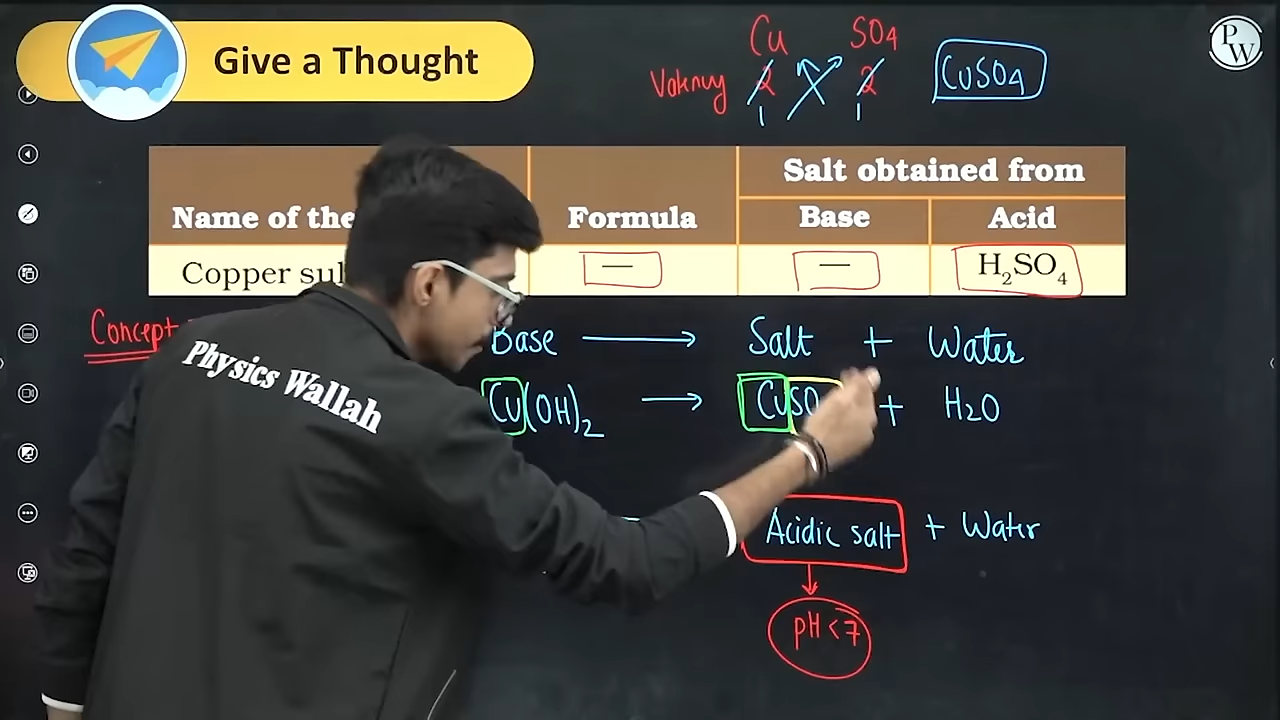 Give a Thought
PW
Cu SO4
Valency 2 2
1 1
CuSO4
Salt obtained from
Name of the Formula Base Acid
Copper sul — — H₂SO₄
Concept
Base → Salt + Water
Cu(OH)2 → CuSO + H2O
Acidic salt + Water
pH < 7
Physics Wallah